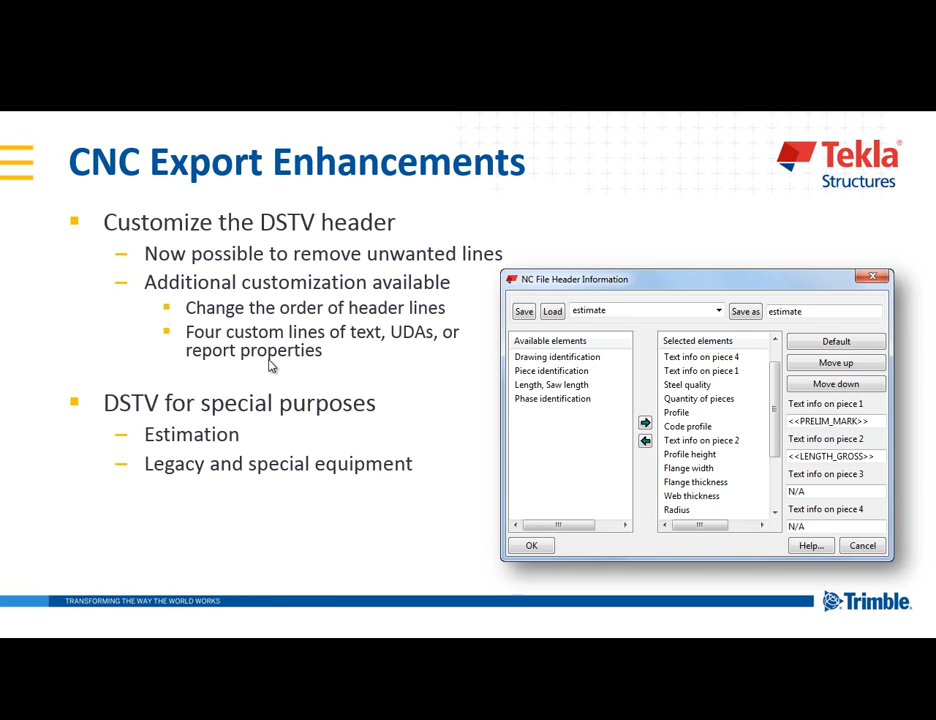 CNC Export Enhancements
Tekla®
Structures
Customize the DSTV header
– Now possible to remove unwanted lines
– Additional customization available
Change the order of header lines
Four custom lines of text, UDAs, or
report properties
DSTV for special purposes
– Estimation
– Legacy and special equipment
NC File Header Information
Save
Load
estimate
Save as
estimate
Available elements
Drawing identification
Piece identification
Length, Saw length
Phase identification
Selected elements
Text info on piece 4
Text info on piece 1
Steel quality
Quantity of pieces
Profile
Code profile
Text info on piece 2
Profile height
Flange width
Flange thickness
Web thickness
Radius
Default
Move up
Move down
Text info on piece 1
<<PRELIM_MARK>>
Text info on piece 2
<<LENGTH_GROSS>>
Text info on piece 3
N/A
Text info on piece 4
N/A
OK
Help...
Cancel
TRANSFORMING THE WAY THE WORLD WORKS
Trimble.